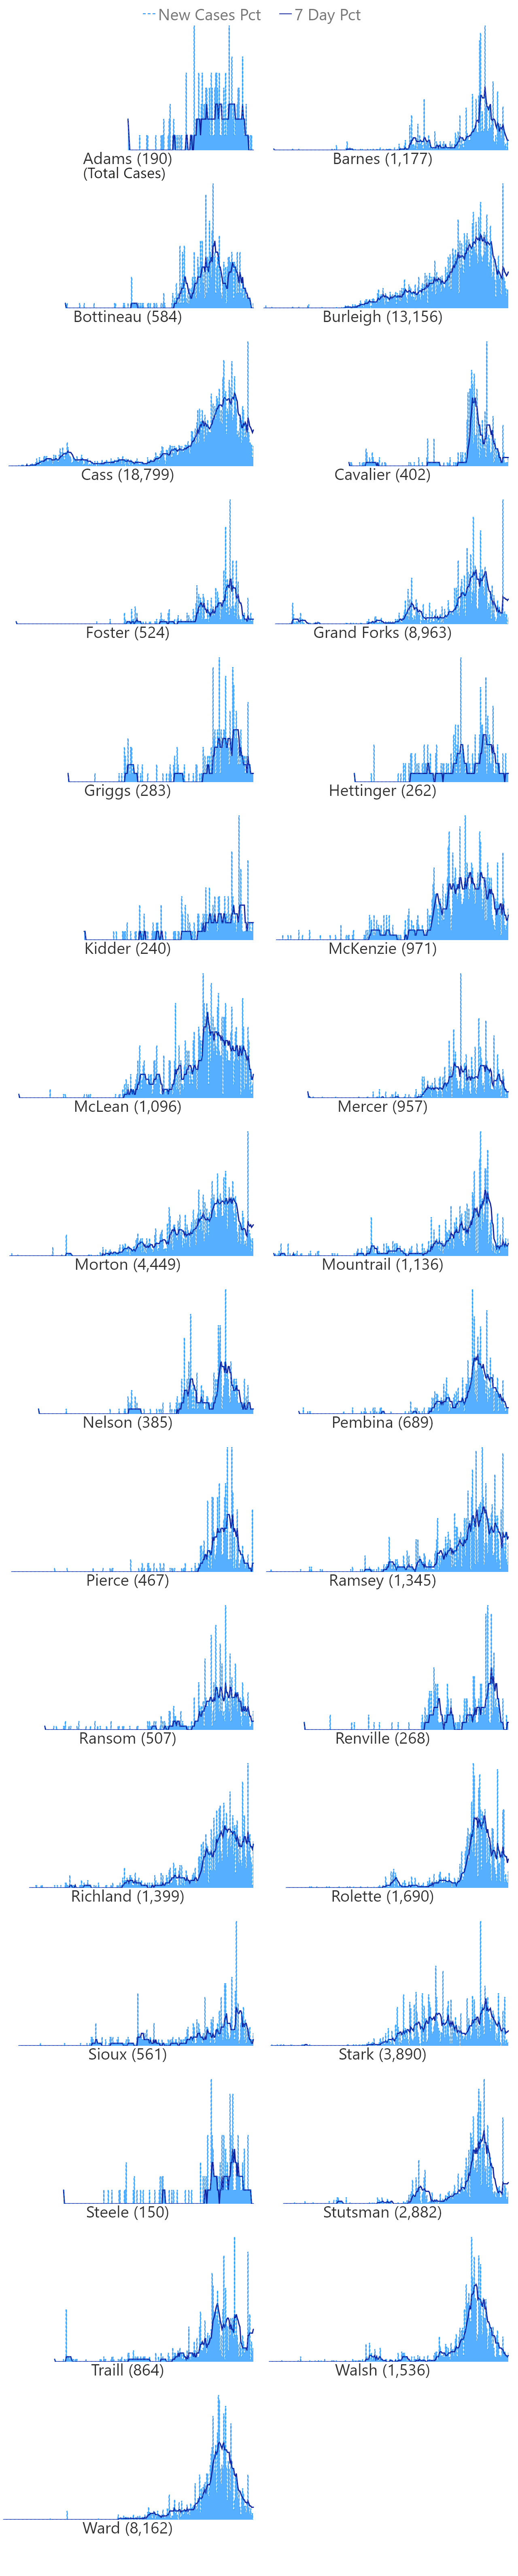 New Cases Pct 7 Day Pct
Adams (190) Barnes (1,177)
(Total Cases)
Bottineau (584) Burleigh (13,156)
Cass (18,799) Cavalier (402)
Foster (524) Grand Forks (8,963)
Griggs (283) Hettinger (262)
Kidder (240) McKenzie (971)
McLean (1,096) Mercer (957)
Morton (4,449) Mountrail (1,136)
Nelson (385) Pembina (689)
Pierce (467) Ramsey (1,345)
Ransom (507) Renville (268)
Richland (1,399) Rolette (1,690)
Sioux (561) Stark (3,890)
Steele (150) Stutsman (2,882)
Traill (864) Walsh (1,536)
Ward (8,162)